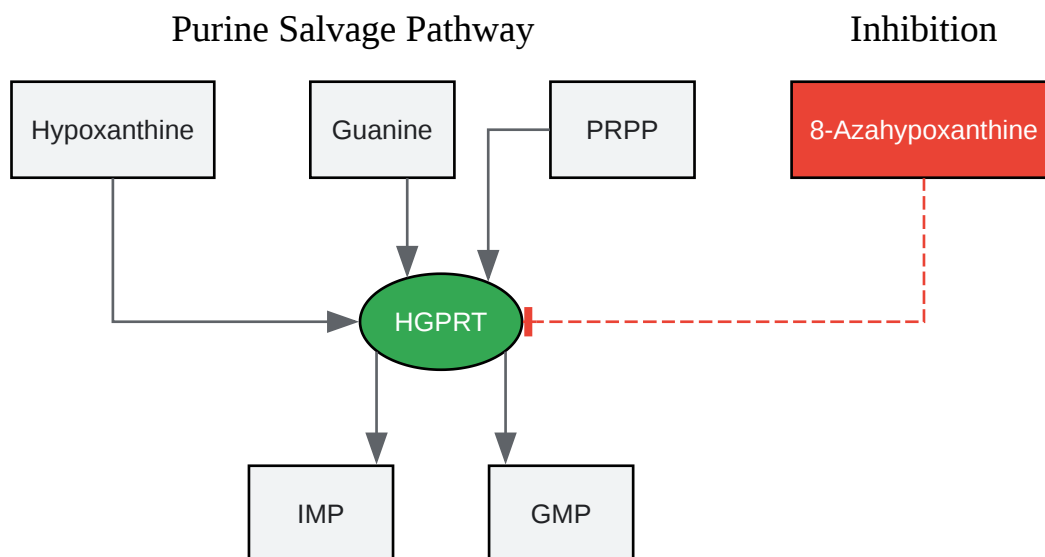 Purine Salvage Pathway
Inhibition
Hypoxanthine
Guanine
PRPP
8-Azahypoxanthine
HGPRT
IMP
GMP